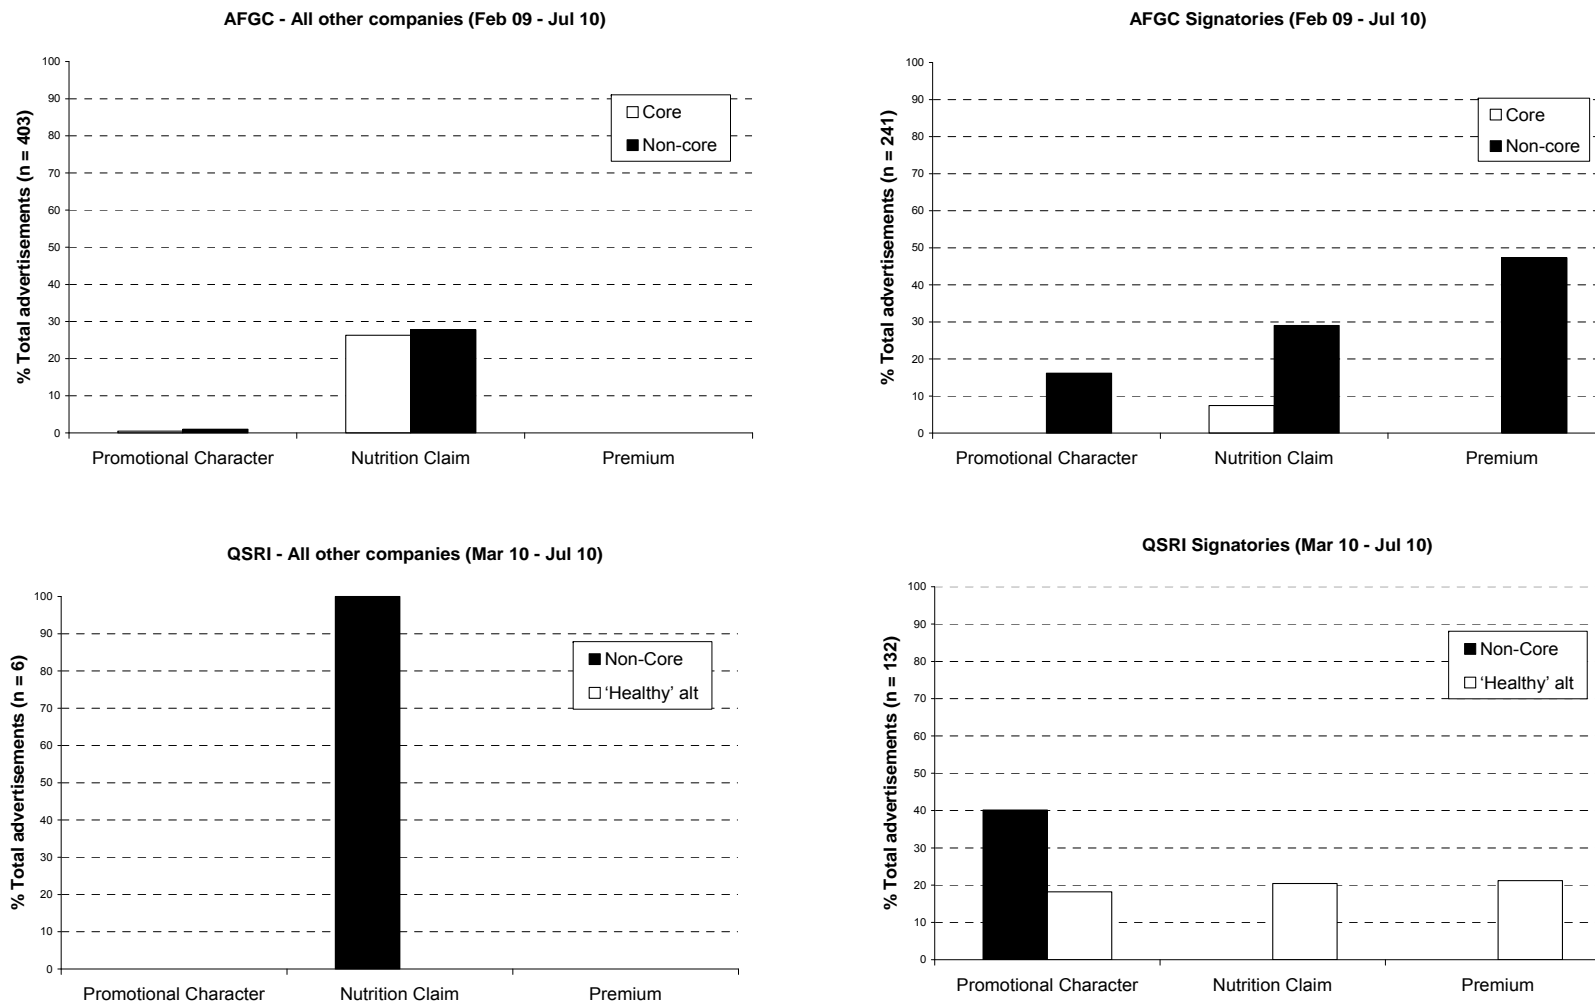 AFGC - All other companies (Feb 09 - Jul 10)
% Total advertisements (n = 403)
100
90
80
70
60
50
40
30
20
10
0
Core
Non-core
Promotional Character
Nutrition Claim
Premium
AFGC Signatories (Feb 09 - Jul 10)
% Total advertisements (n = 241)
100
90
80
70
60
50
40
30
20
10
0
Core
Non-core
Promotional Character
Nutrition Claim
Premium
QSRI - All other companies (Mar 10 - Jul 10)
% Total advertisements (n = 6)
100
90
80
70
60
50
40
30
20
10
0
Non-Core
‘Healthy’ alt
Promotional Character
Nutrition Claim
Premium
QSRI Signatories (Mar 10 - Jul 10)
% Total advertisements (n = 132)
100
90
80
70
60
50
40
30
20
10
0
Non-Core
‘Healthy’ alt
Promotional Character
Nutrition Claim
Premium